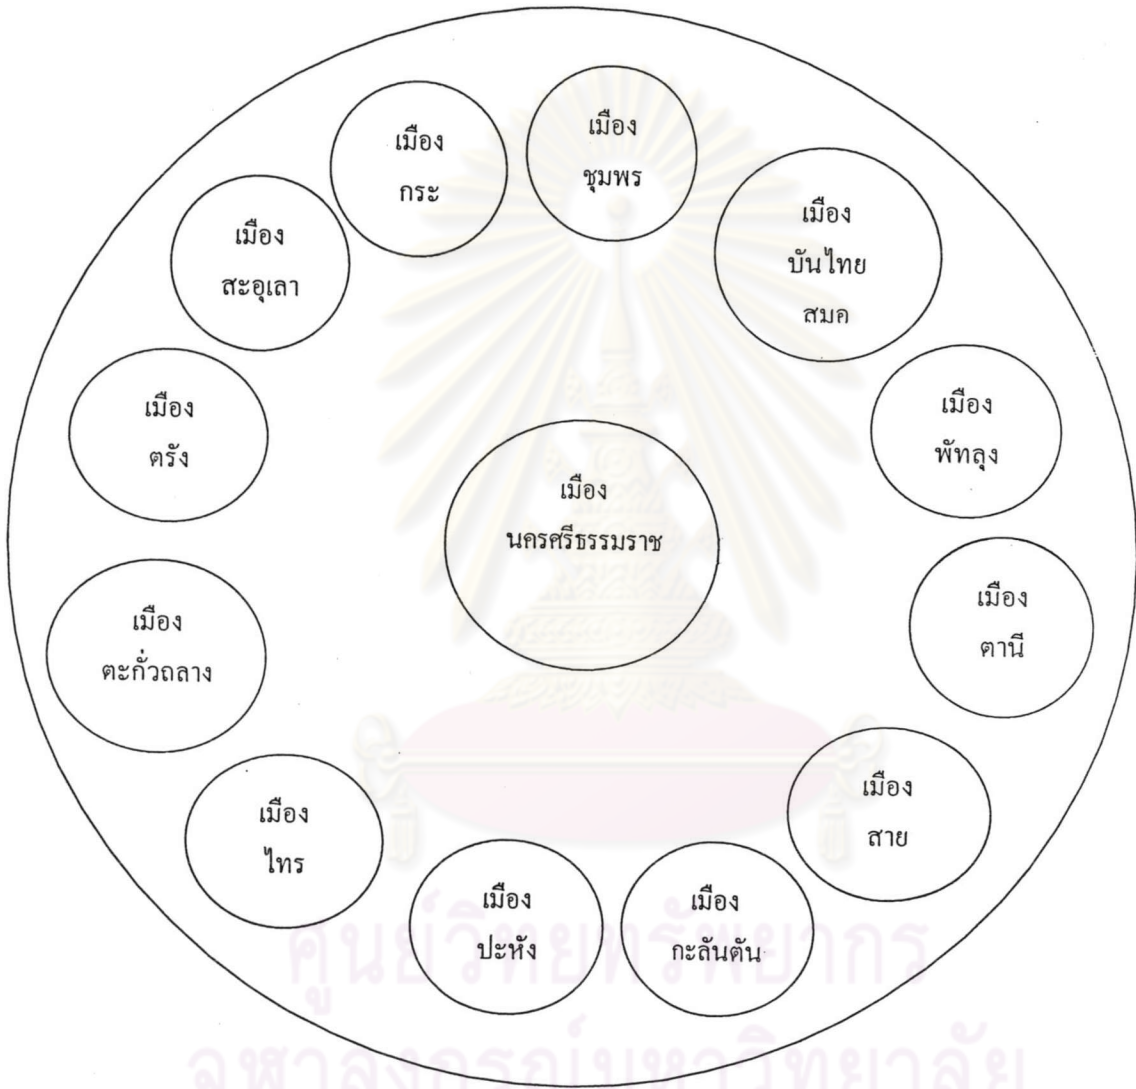 เมือง
กระ
เมือง
ชุมพร
เมือง
บันไทย
สมอ
เมือง
สะอุเลา
เมือง
ตรัง
เมือง
พัทลุง
เมือง
นครศรีธรรมราช
เมือง
ตานี
เมือง
ตะกั่วถลาง
เมือง
สาย
เมือง
ไทร
เมือง
ปะหัง
เมือง
กะลันตัน
ศูนย์วิทยทรัพยากร
จุฬาลงกรณ์มหาวิทยาลัย